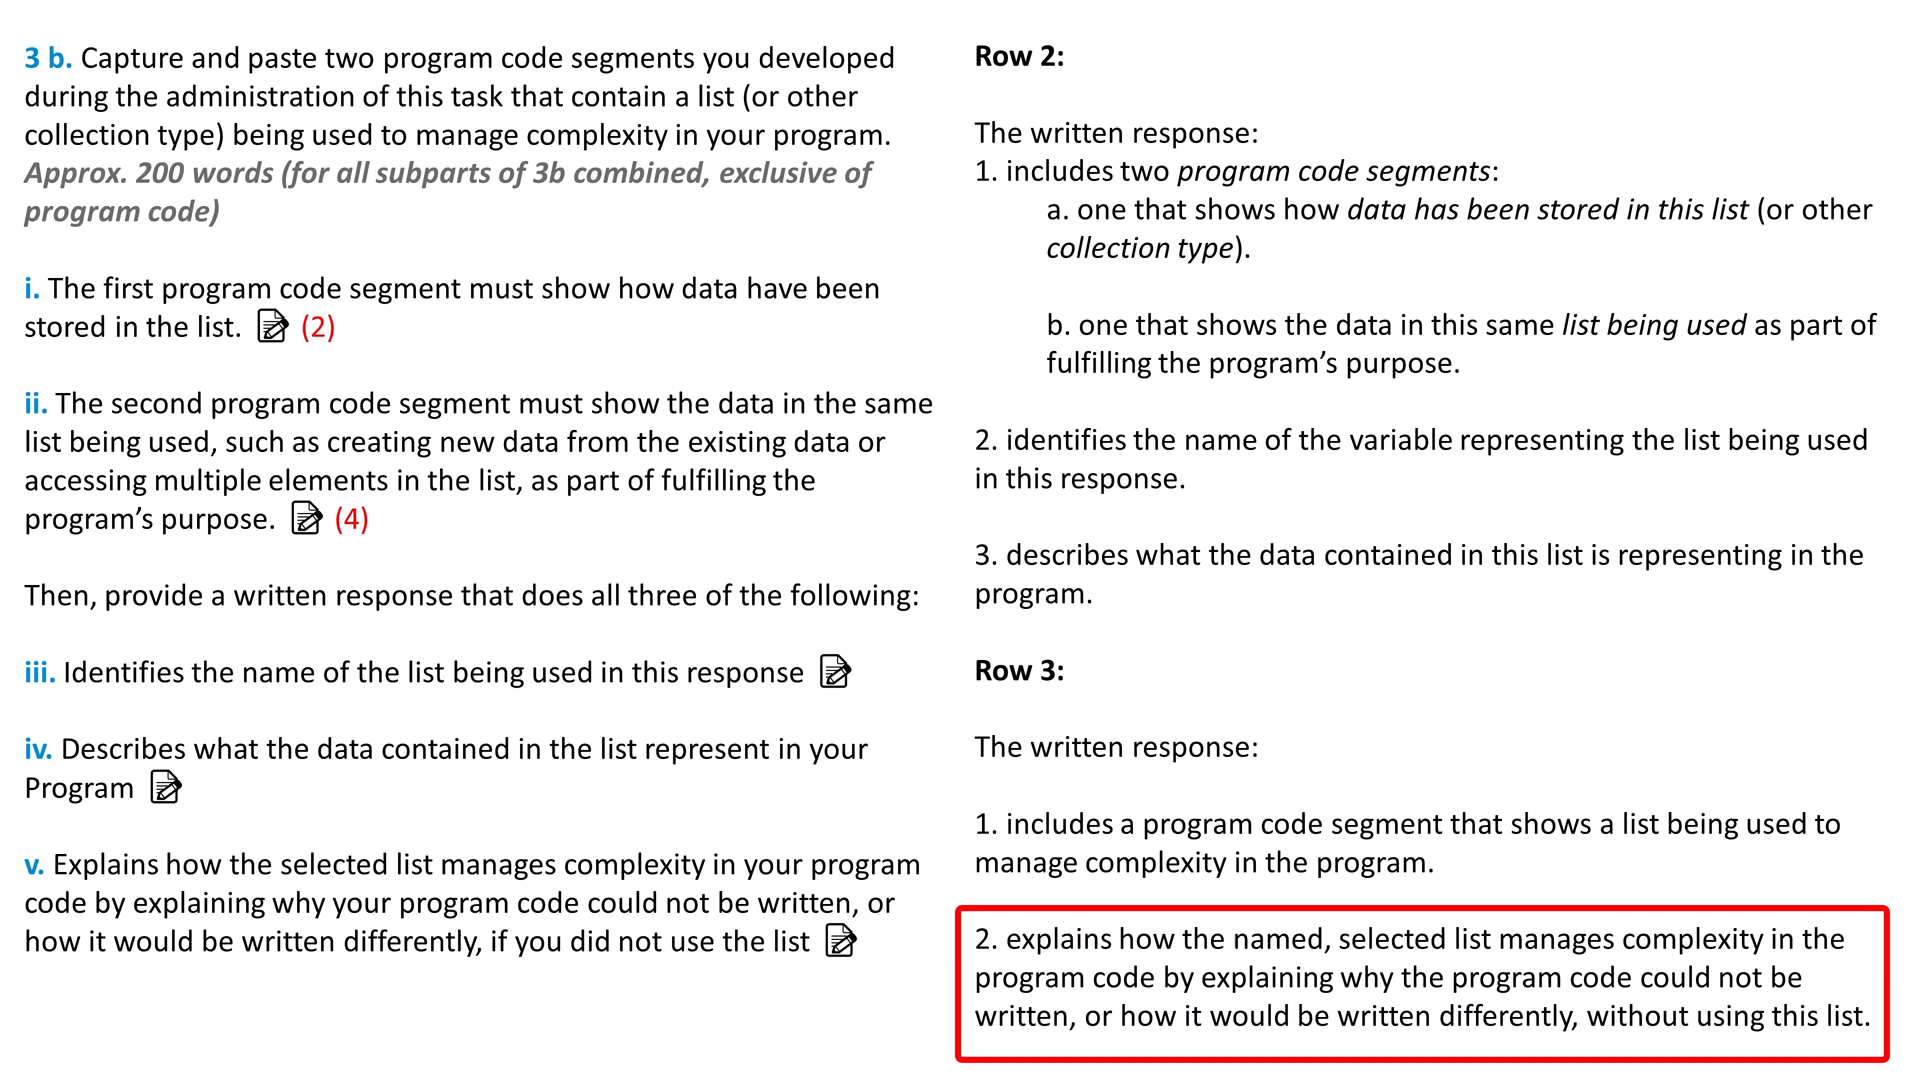 3 b. Capture and paste two program code segments you developed
during the administration of this task that contain a list (or other
collection type) being used to manage complexity in your program.
Approx. 200 words (for all subparts of 3b combined, exclusive of
program code)
i. The first program code segment must show how data have been
stored in the list. (2)
ii. The second program code segment must show the data in the same
list being used, such as creating new data from the existing data or
accessing multiple elements in the list, as part of fulfilling the
program’s purpose. (4)
Then, provide a written response that does all three of the following:
iii. Identifies the name of the list being used in this response
iv. Describes what the data contained in the list represent in your
Program
v. Explains how the selected list manages complexity in your program
code by explaining why your program code could not be written, or
how it would be written differently, if you did not use the list
Row 2:
The written response:
1. includes two program code segments:
a. one that shows how data has been stored in this list (or other
collection type).
b. one that shows the data in this same list being used as part of
fulfilling the program’s purpose.
2. identifies the name of the variable representing the list being used
in this response.
3. describes what the data contained in this list is representing in the
program.
Row 3:
The written response:
1. includes a program code segment that shows a list being used to
manage complexity in the program.
2. explains how the named, selected list manages complexity in the
program code by explaining why the program code could not be
written, or how it would be written differently, without using this list.